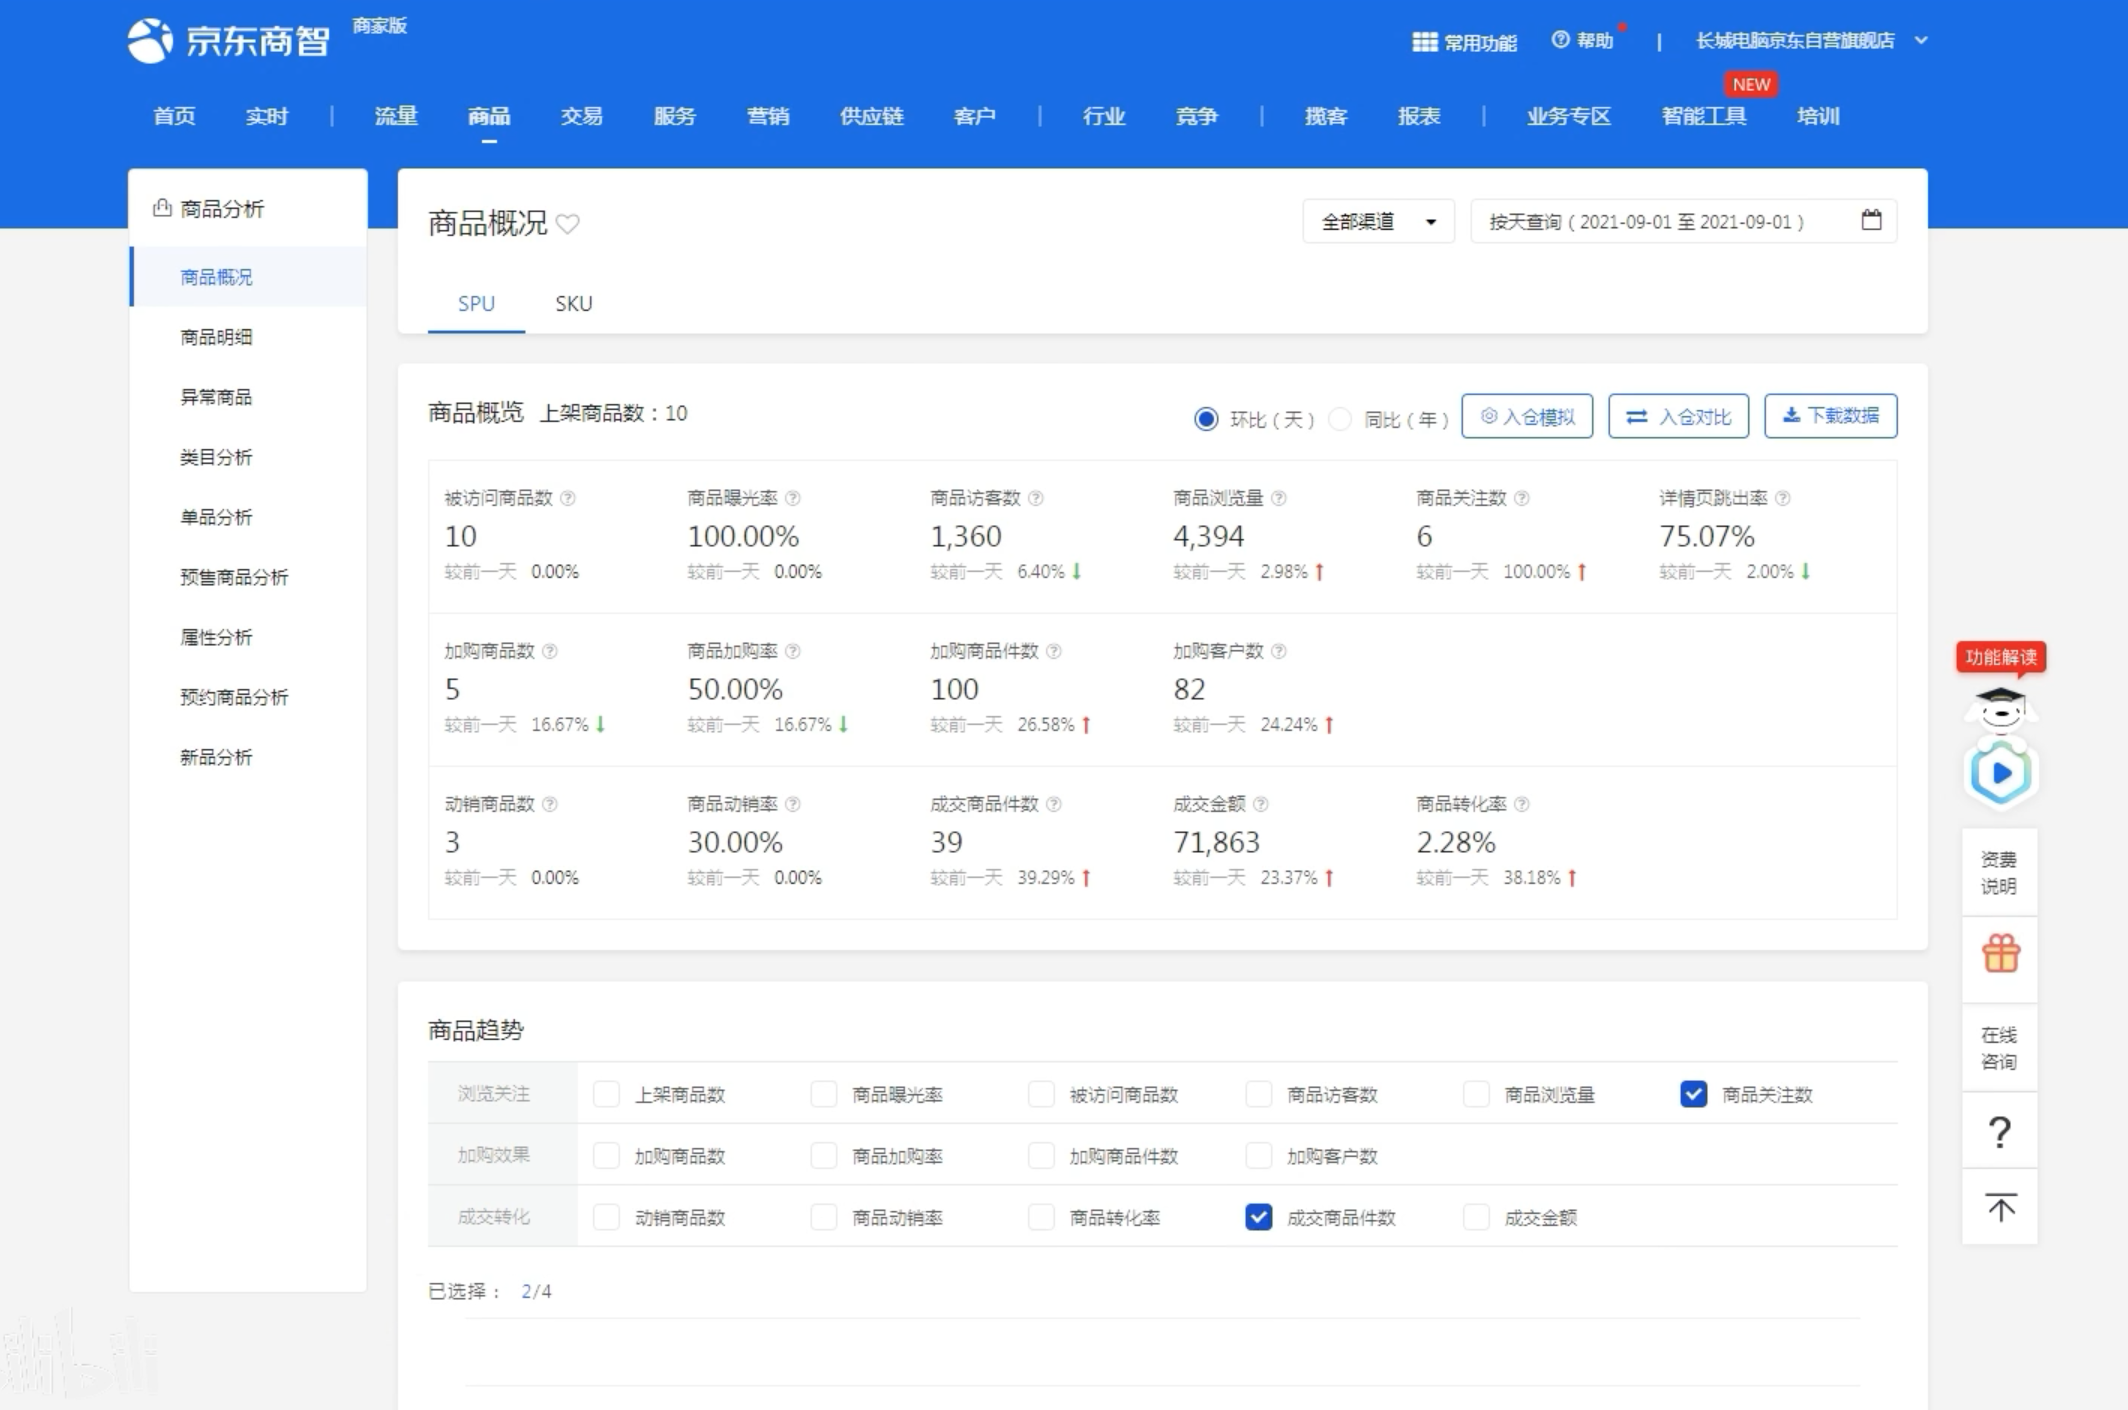 京东商智 商家版
常用功能 帮助 | 长城电脑京东自营旗舰店
NEW
首页 实时 | 流量 商品 交易 服务 营销 供应链 客户 | 行业 竞争 | 揽客 报表 | 业务专区 智能工具 培训
商品分析
商品概况
商品明细
异常商品
类目分析
单品分析
预售商品分析
属性分析
预约商品分析
新品分析
商品概况
全部渠道 按天查询 ( 2021-09-01 至 2021-09-01 )
SPU SKU
商品概览 上架商品数：10
环比 ( 天 ) 同比 ( 年 ) 入仓模拟 入仓对比 下载数据
被访问商品数 商品曝光率 商品访客数 商品浏览量 商品关注数 详情页跳出率
10 100.00% 1,360 4,394 6 75.07%
较前一天 0.00% 较前一天 0.00% 较前一天 6.40% 较前一天 2.98% 较前一天 100.00% 较前一天 2.00%
加购商品数 商品加购率 加购商品件数 加购客户数
5 50.00% 100 82
较前一天 16.67% 较前一天 16.67% 较前一天 26.58% 较前一天 24.24%
动销商品数 商品动销率 成交商品件数 成交金额 商品转化率
3 30.00% 39 71,863 2.28%
较前一天 0.00% 较前一天 0.00% 较前一天 39.29% 较前一天 23.37% 较前一天 38.18%
商品趋势
浏览关注 上架商品数 商品曝光率 被访问商品数 商品访客数 商品浏览量 商品关注数
加购效果 加购商品数 商品加购率 加购商品件数 加购客户数
成交转化 动销商品数 商品动销率 商品转化率 成交商品件数 成交金额
已选择： 2/4
功能解读
资费
说明
在线
咨询
?
bilibili